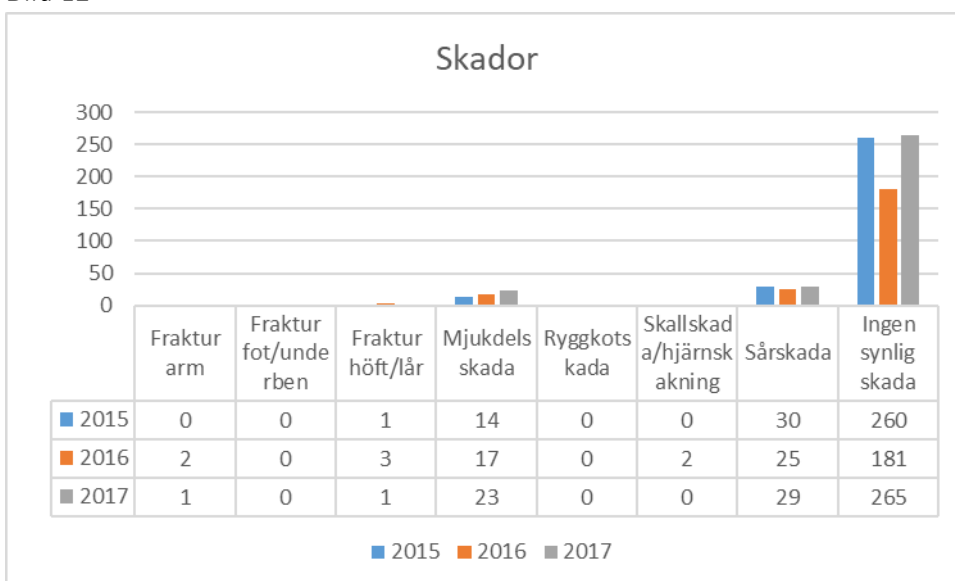 Skador
300
250
200
150
100
50
0
Fraktur arm
Fraktur fot/unde rben
Fraktur höft/lår
Mjukdels skada
Ryggkots kada
Skallskad a/hjärnsk akning
Sårskada
Ingen synlig skada
2015 0 0 1 14 0 0 30 260
2016 2 0 3 17 0 2 25 181
2017 1 0 1 23 0 0 29 265
2015 2016 2017